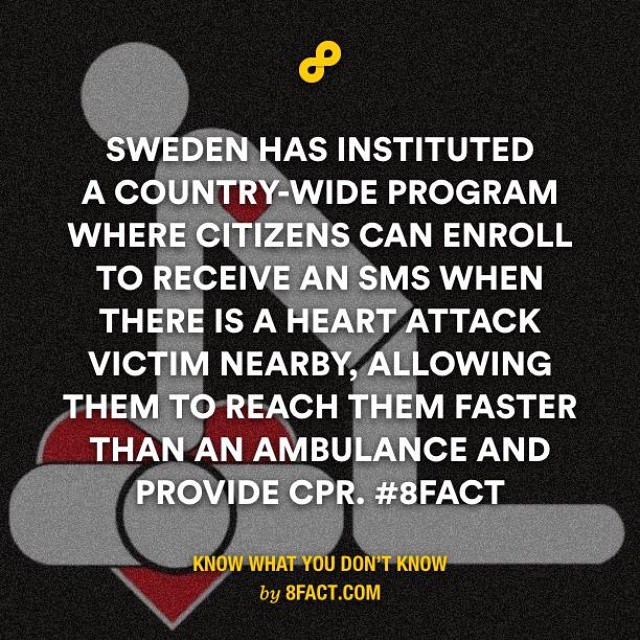 SWEDEN HAS INSTITUTED
A COUNTRY-WIDE PROGRAM
WHERE CITIZENS CAN ENROLL
TO RECEIVE AN SMS WHEN
THERE IS A HEART ATTACK
VICTIM NEARBY, ALLOWING
THEM TO REACH THEM FASTER
THAN AN AMBULANCE AND
PROVIDE CPR. #8FACT
KNOW WHAT YOU DON'T KNOW
by 8FACT.COM